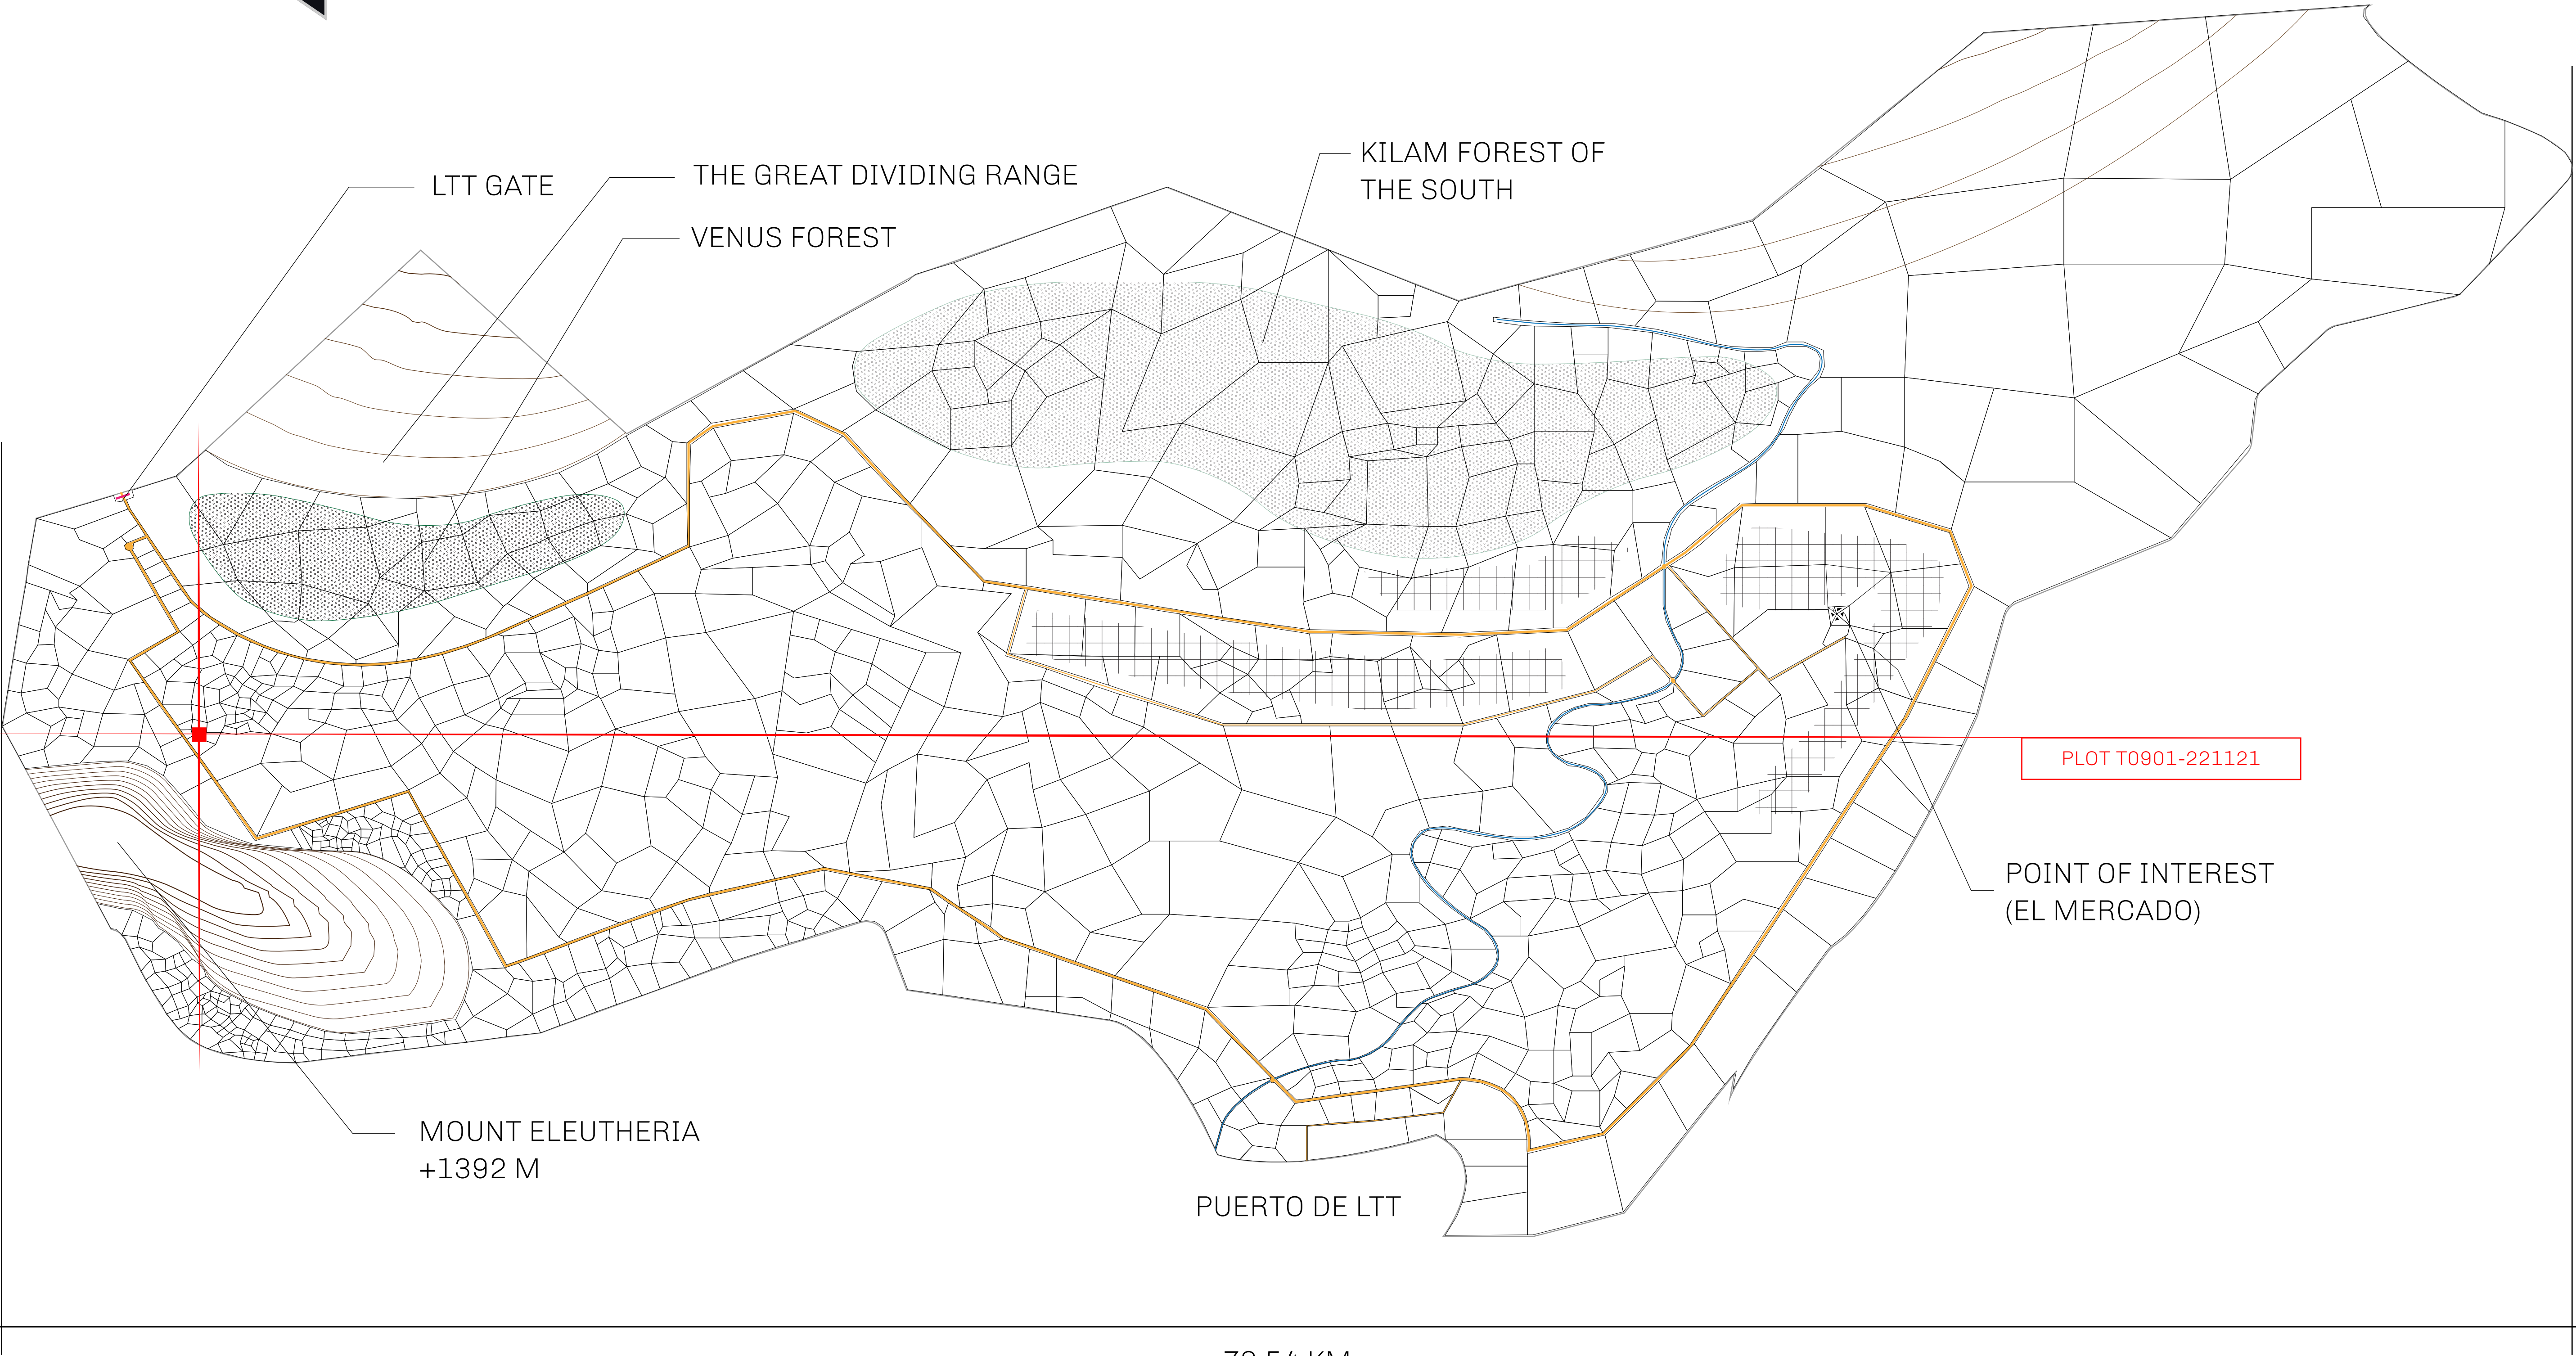 KILAM FOREST OF
THE SOUTH
LTT GATE
THE GREAT DIVIDING RANGE
VENUS FOREST
PLOT T0901-221121
POINT OF INTEREST
(EL MERCADO)
MOUNT ELEUTHERIA
+1392 M
PUERTO DE LTT
KM